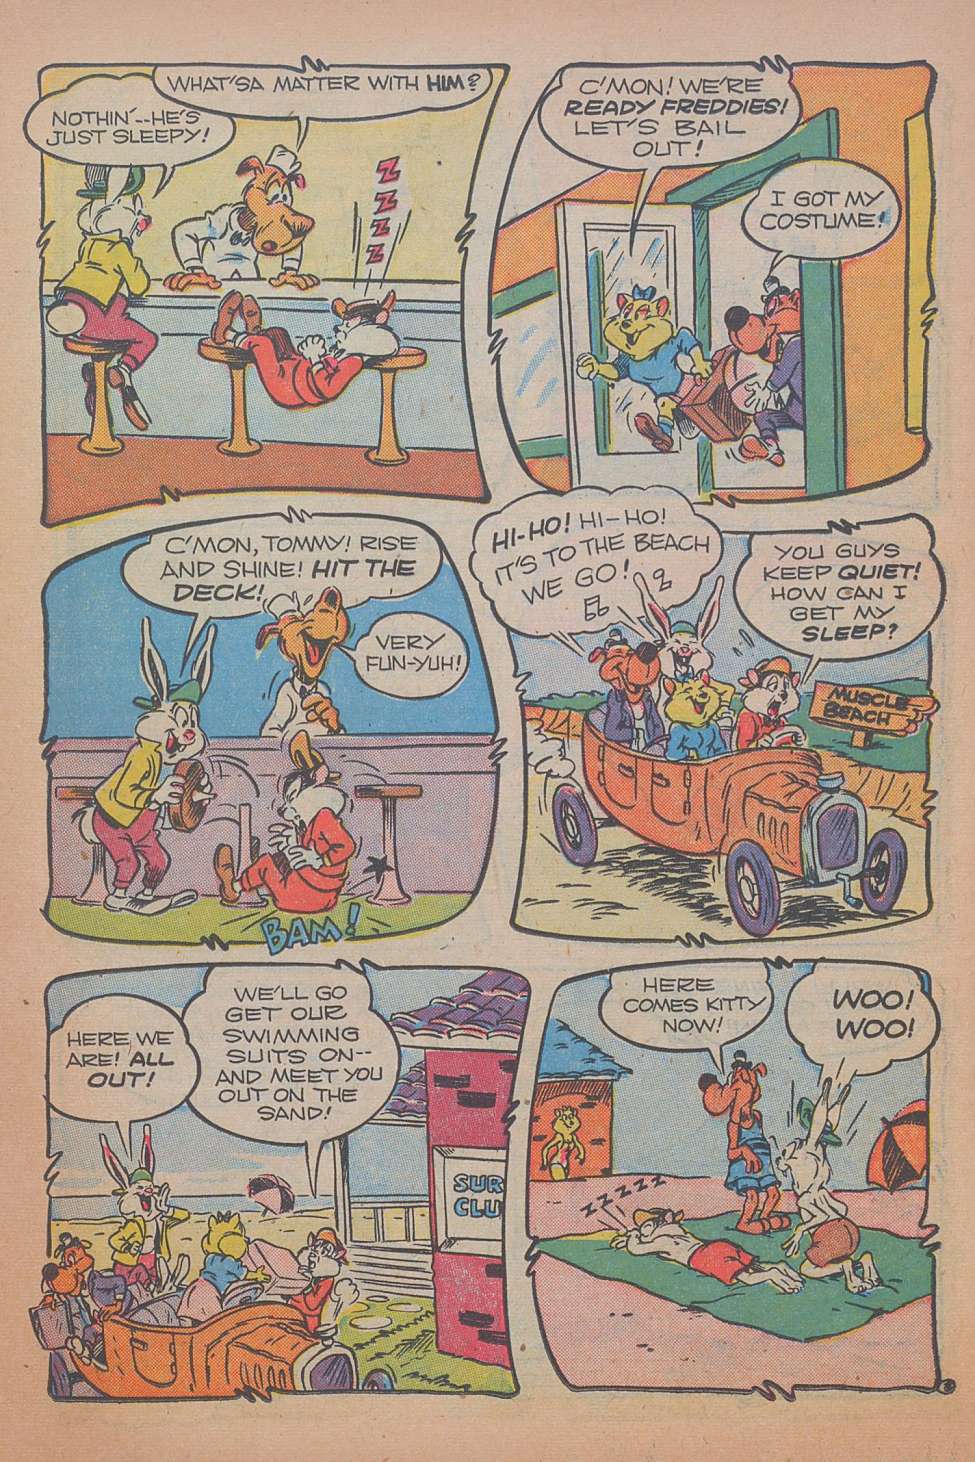 WHAT'SA MATTER WITH HIM?
NOTHIN'--HE'S
JUST SLEEPY!
Z
Z
Z
Z
C'MON! WE'RE
READY FREDDIES!
LET'S BAIL
OUT!
I GOT MY
COSTUME!
C'MON, TOMMY! RISE
AND SHINE! HIT THE
DECK!
VERY
FUN-YUH!
BAM!
HI-HO! HI-HO!
IT'S TO THE BEACH
WE GO!
YOU GUYS
KEEP QUIET!
HOW CAN I
GET MY
SLEEP?
MUSCLE
BEACH
HERE WE
ARE! ALL
OUT!
WE'LL GO
GET OUR
SWIMMING
SUITS ON--
AND MEET YOU
OUT ON THE
SAND!
SUR
CLU
HERE
COMES KITTY
NOW!
WOO!
WOO!
ZZZZZ